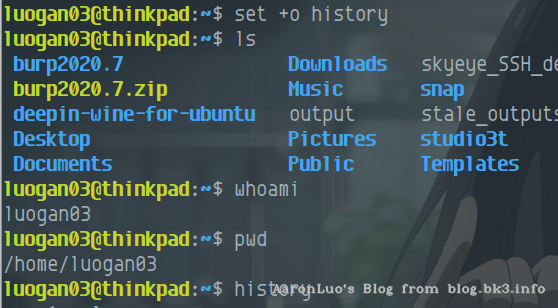 luogan03@thinkpad:~$ set +o history
luogan03@thinkpad:~$ ls
burp2020.7 Downloads skyeye_SSH_de
burp2020.7.zip Music snap
deepin-wine-for-ubuntu output stale_outputs
Desktop Pictures studio3t
Documents Public Templates
luogan03@thinkpad:~$ whoami
luogan03
luogan03@thinkpad:~$ pwd
/home/luogan03
luogan03@thinkpad:~$ history
AaronLuo's Blog from blog.bk3.info